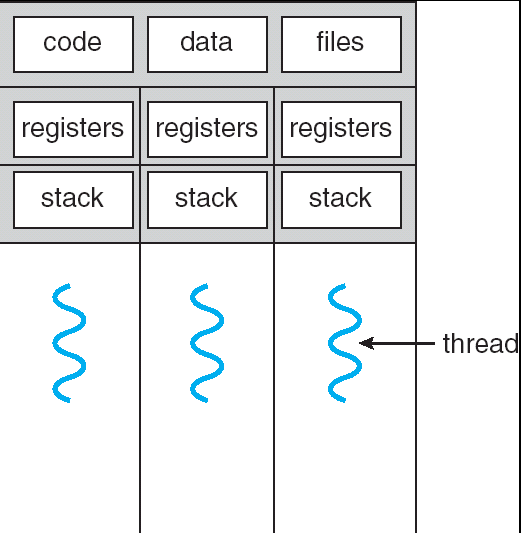 code data files
registers registers registers
stack stack stack
thread